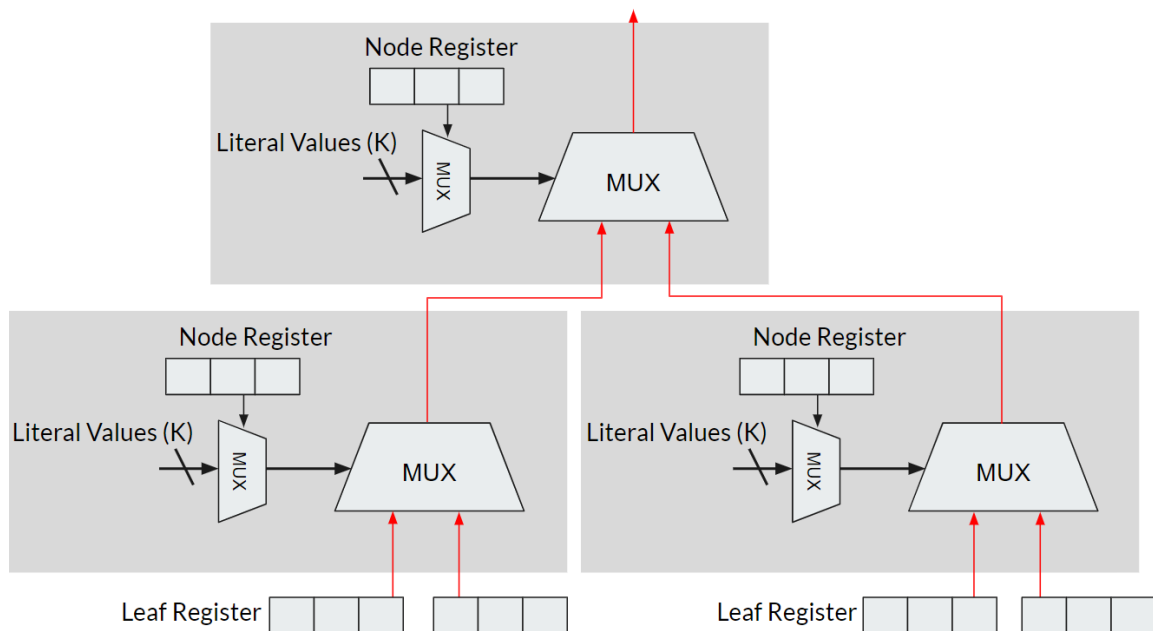 Node Register
Literal Values (K)
MUX
MUX
Node Register
Literal Values (K)
MUX
MUX
Node Register
Literal Values (K)
MUX
MUX
Leaf Register
Leaf Register